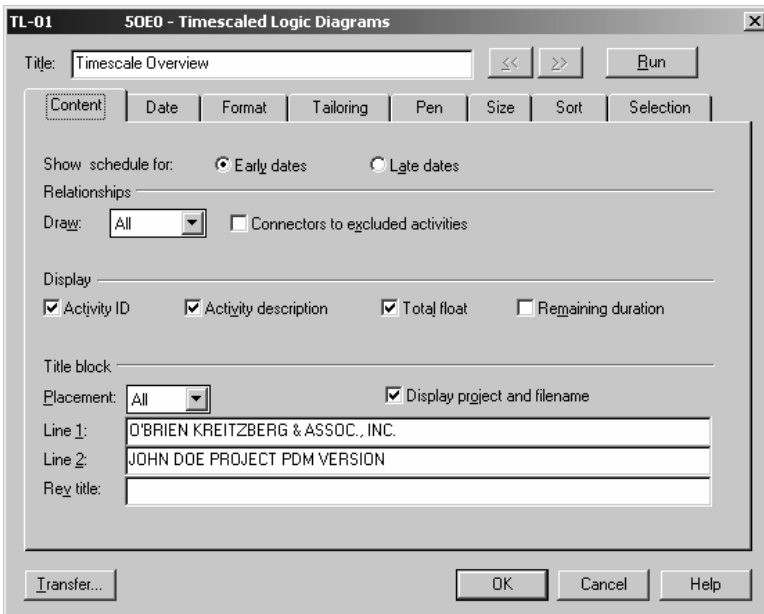 TL-01 5OE0 - Timescaled Logic Diagrams
Title: Timescale Overview << >> Run
Content Date Format Tailoring Pen Size Sort Selection
Show schedule for: Early dates Late dates
Relationships
Draw: All Connectors to excluded activities
Display
Activity ID Activity description Total float Remaining duration
Title block
Placement: All Display project and filename
Line 1: O'BRIEN KREITZBERG & ASSOC., INC.
Line 2: JOHN DOE PROJECT PDM VERSION
Rev title:
Transfer... OK Cancel Help